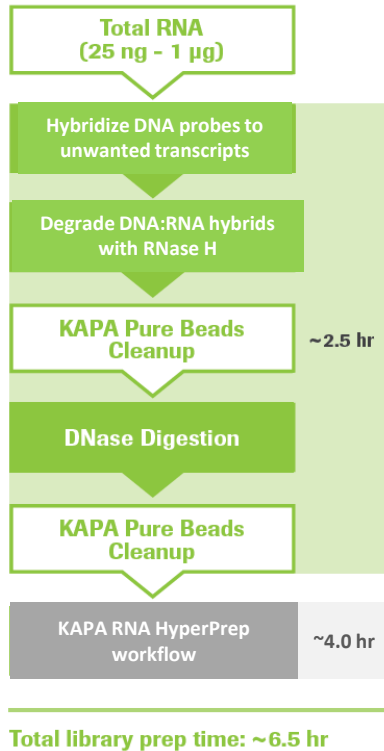 Total RNA
(25 ng - 1 µg)
Hybridize DNA probes to
unwanted transcripts
Degrade DNA:RNA hybrids
with RNase H
KAPA Pure Beads
Cleanup
~2.5 hr
DNase Digestion
KAPA Pure Beads
Cleanup
KAPA RNA HyperPrep
workflow
~4.0 hr
Total library prep time: ~6.5 hr